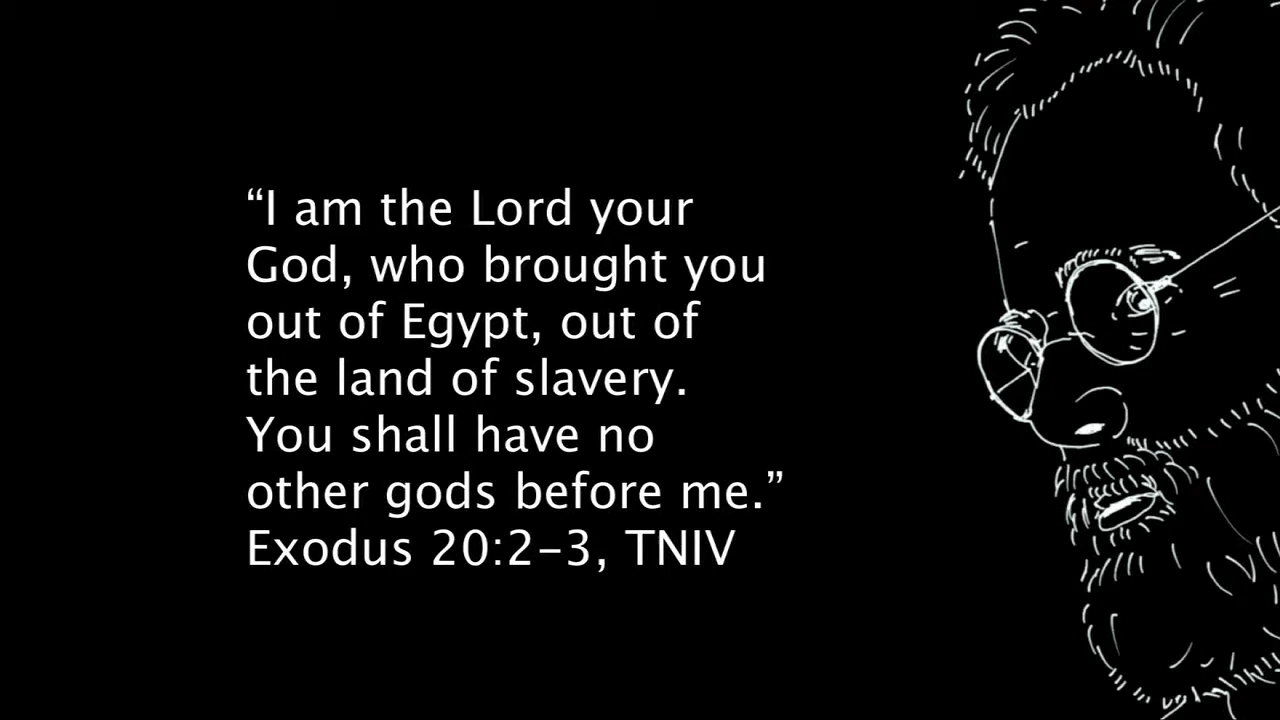 “I am the Lord your
God, who brought you
out of Egypt, out of
the land of slavery.
You shall have no
other gods before me.”
Exodus 20:2–3, TNIV